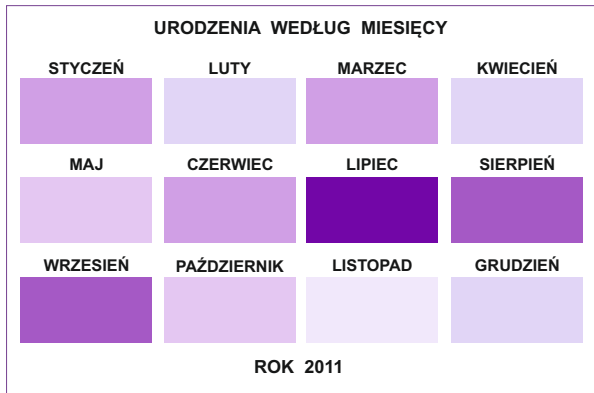 URODZENIA WEDŁUG MIESIĘCY
STYCZEŃ LUTY MARZEC KWIECIEŃ
MAJ CZERWIEC LIPIEC SIERPIEŃ
WRZESIEŃ PAŹDZIERNIK LISTOPAD GRUDZIEŃ
ROK 2011